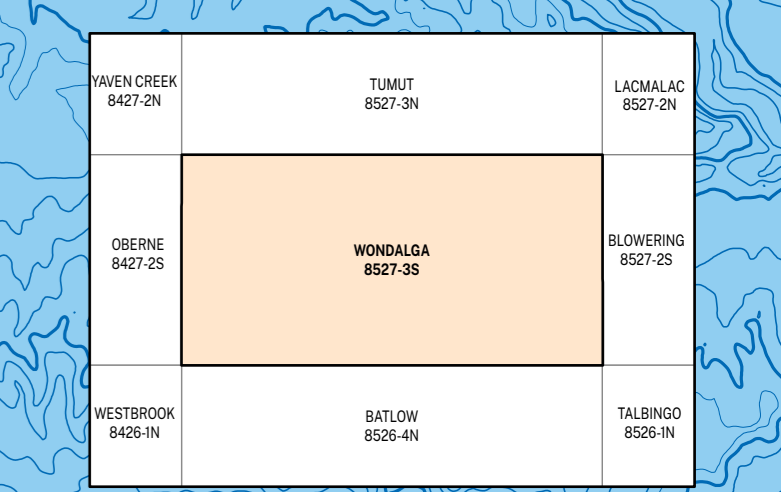 YAVEN CREEK
8427-2N
TUMUT
8527-3N
LACMALAC
8527-2N
OBERNE
8427-2S
WONDALGA
8527-3S
BLOWERING
8527-2S
WESTBROOK
8426-1N
BATLOW
8526-4N
TALBINGO
8526-1N